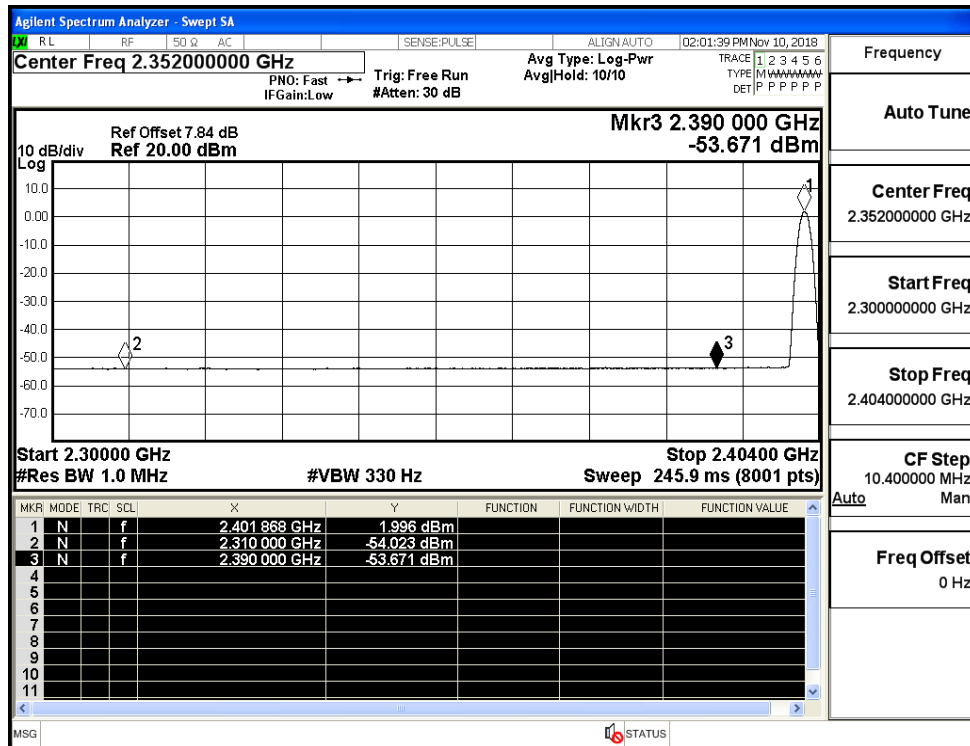 Agilent Spectrum Analyzer - Swept SA
LXI RL RF 50 Ω AC SENSE:PULSE ALIGN AUTO 02:01:39 PM Nov 10, 2018
Center Freq 2.352000000 GHz
PNO: Fast
IFGain:Low
Trig: Free Run
#Atten: 30 dB
Avg Type: Log-Pwr
Avg|Hold: 10/10
TRACE 1 2 3 4 5 6
TYPE M WWWWW
DET P P P P P P
Ref Offset 7.84 dB
Ref 20.00 dBm
10 dB/div
Log
Mkr3 2.390 000 GHz
-53.671 dBm
10.0
0.00
-10.0
-20.0
-30.0
-40.0
-50.0
-60.0
-70.0
1
2
3
Start 2.30000 GHz
Stop 2.40400 GHz
#Res BW 1.0 MHz
#VBW 330 Hz
Sweep 245.9 ms (8001 pts)
MKR MODE TRC SCL X Y FUNCTION FUNCTION WIDTH FUNCTION VALUE
1 N f 2.401 868 GHz 1.996 dBm
2 N f 2.310 000 GHz -54.023 dBm
3 N f 2.390 000 GHz -53.671 dBm
4
5
6
7
8
9
10
11
MSG
STATUS
Frequency
Auto Tune
Center Freq
2.352000000 GHz
Start Freq
2.300000000 GHz
Stop Freq
2.404000000 GHz
CF Step
10.400000 MHz
Auto Man
Freq Offset
0 Hz